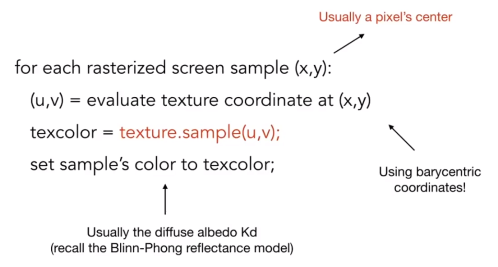 Usually a pixel's center
for each rasterized screen sample (x,y):
(u,v) = evaluate texture coordinate at (x,y)
texcolor = texture.sample(u,v);
set sample's color to texcolor;
Using barycentric
coordinates!
Usually the diffuse albedo Kd
(recall the Blinn-Phong reflectance model)